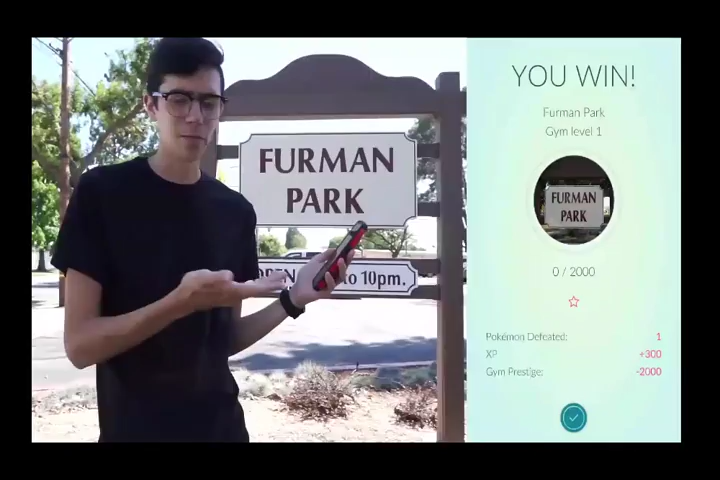 FURMAN
PARK
OPEN to 10pm.
YOU WIN!
Furman Park
Gym level 1
FURMAN
PARK
0 / 2000
Pokémon Defeated: 1
XP +300
Gym Prestige: -2000